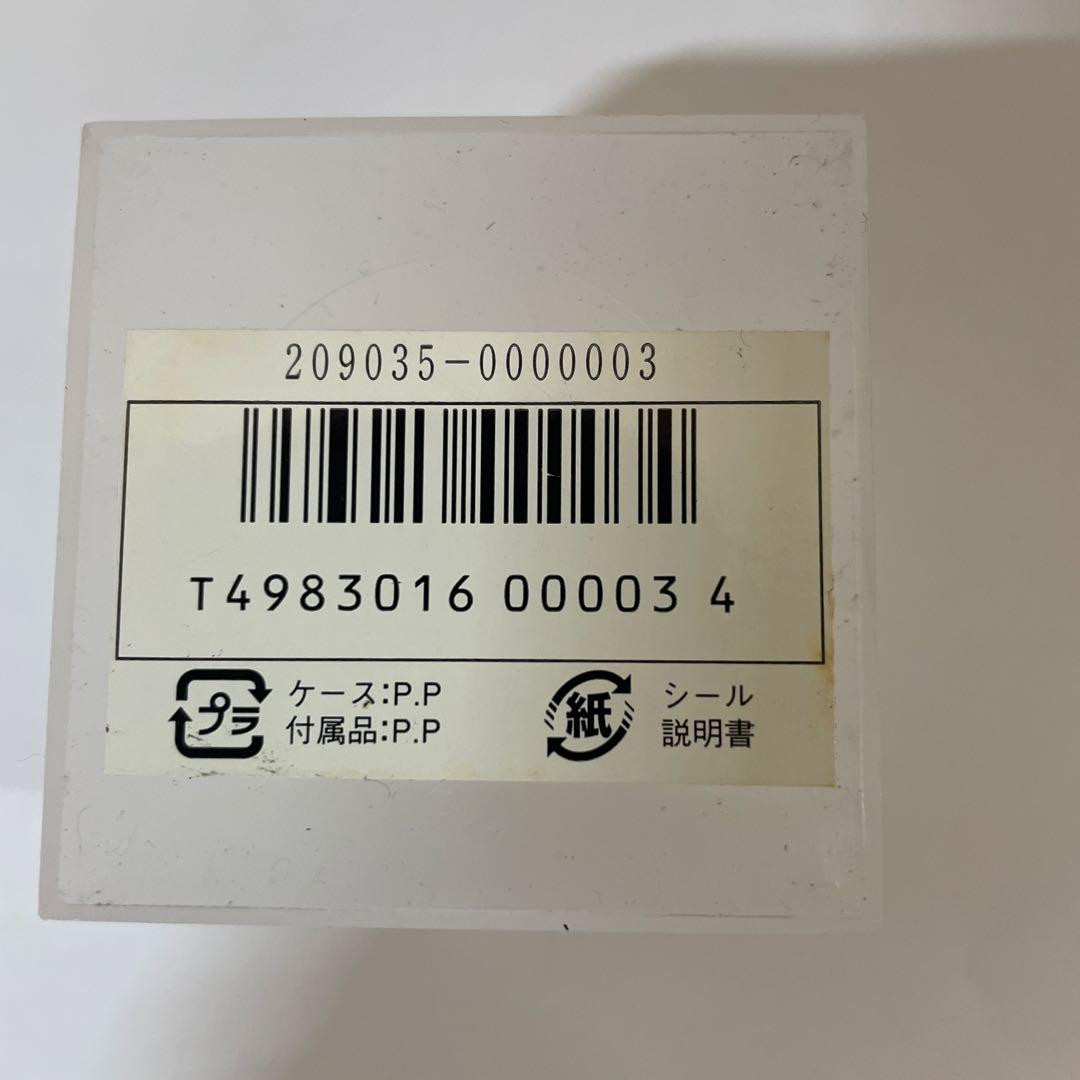 209035-0000003
T4983016 00003 4
プラ ケース:P.P
付属品:P.P
紙 シール
説明書